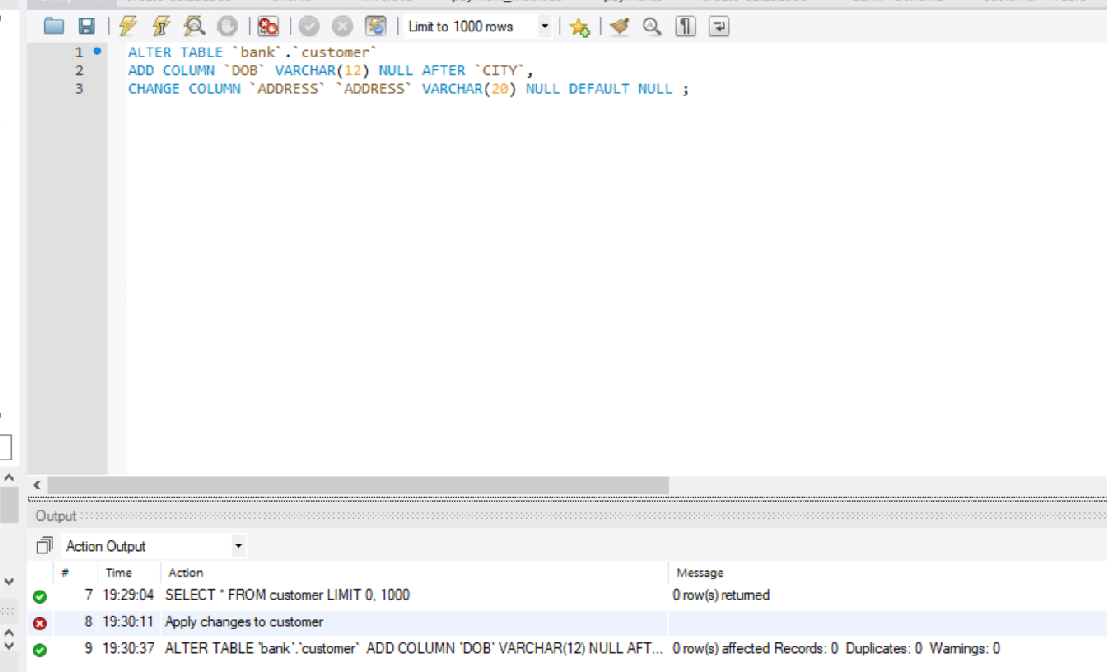 Limit to 1000 rows
1 ALTER TABLE `bank`.`customer`
2 ADD COLUMN `DOB` VARCHAR(12) NULL AFTER `CITY`,
3 CHANGE COLUMN `ADDRESS` `ADDRESS` VARCHAR(20) NULL DEFAULT NULL ;
Output
Action Output
# Time Action Message
7 19:29:04 SELECT * FROM customer LIMIT 0, 1000 0 row(s) returned
8 19:30:11 Apply changes to customer
9 19:30:37 ALTER TABLE `bank`.`customer` ADD COLUMN `DOB` VARCHAR(12) NULL AFT... 0 row(s) affected Records: 0 Duplicates: 0 Warnings: 0